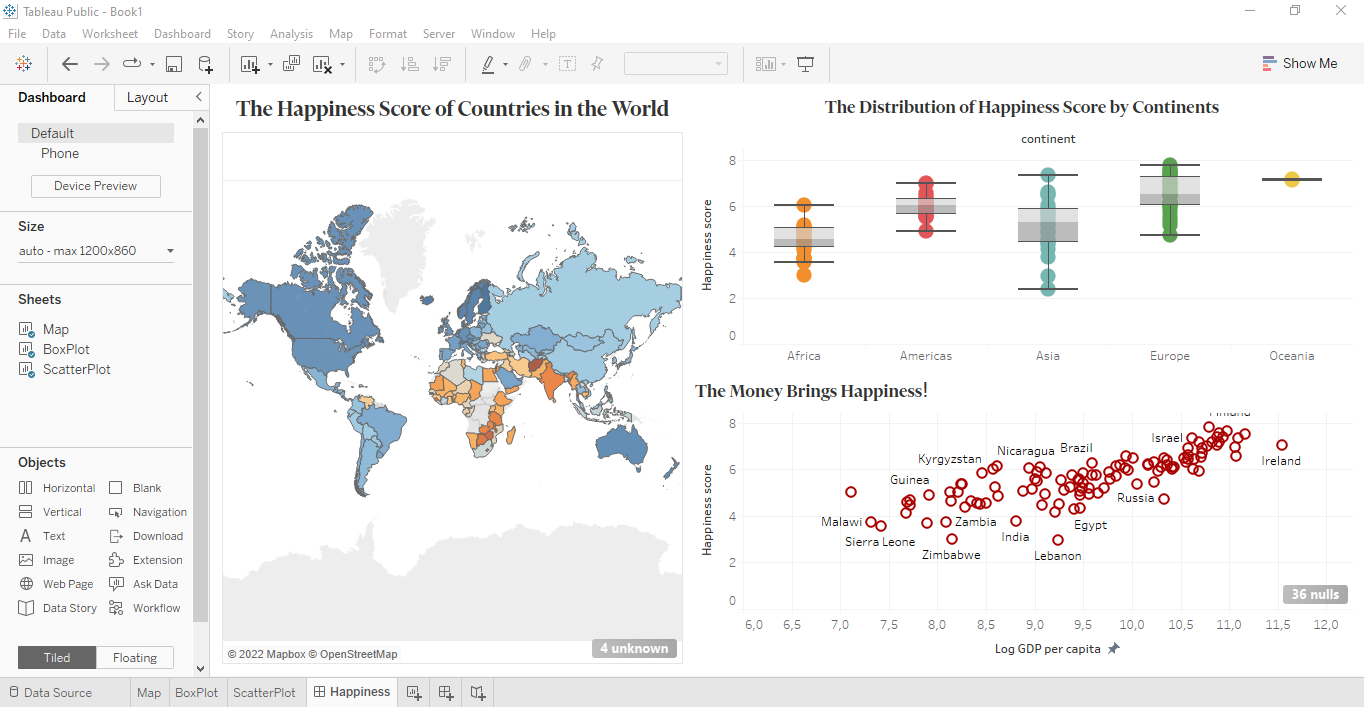 Tableau Public - Book1
File Data Worksheet Dashboard Story Analysis Map Format Server Window Help
Show Me
Dashboard Layout
Default
Phone
Device Preview
Size
auto - max 1200x860
Sheets
Map
BoxPlot
ScatterPlot
Objects
Horizontal Blank
Vertical Navigation
A Text Download
Image Extension
Web Page Ask Data
Data Story Workflow
Tiled Floating
The Happiness Score of Countries in the World
© 2022 Mapbox © OpenStreetMap
4 unknown
The Distribution of Happiness Score by Continents
continent
Happiness score
8
6
4
2
0
Africa Americas Asia Europe Oceania
The Money Brings Happiness!
Happiness score
8
6
4
2
0
Finland
Israel
Ireland
Brazil
Nicaragua
Kyrgyzstan
Guinea
Russia
Malawi
Zambia
Egypt
Sierra Leone
India
Zimbabwe
Lebanon
36 nulls
6,0 6,5 7,0 7,5 8,0 8,5 9,0 9,5 10,0 10,5 11,0 11,5 12,0
Log GDP per capita
Data Source Map BoxPlot ScatterPlot Happiness